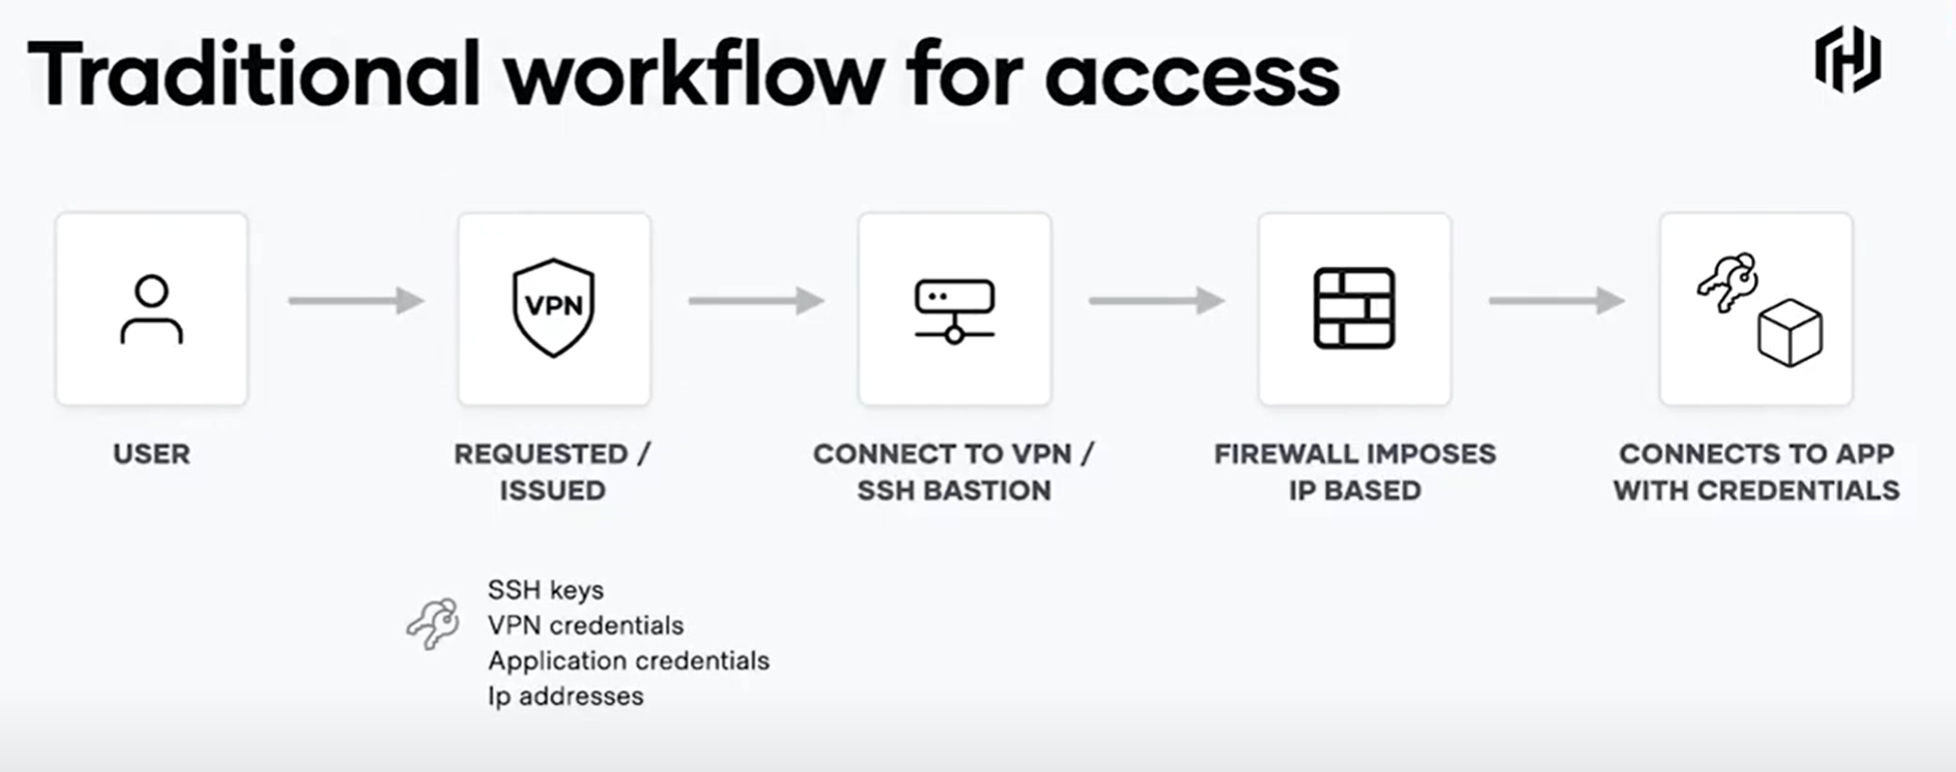 Traditional workflow for access
VPN
USER
REQUESTED /
ISSUED
CONNECT TO VPN /
SSH BASTION
FIREWALL IMPOSES
IP BASED
CONNECTS TO APP
WITH CREDENTIALS
SSH keys
VPN credentials
Application credentials
Ip addresses